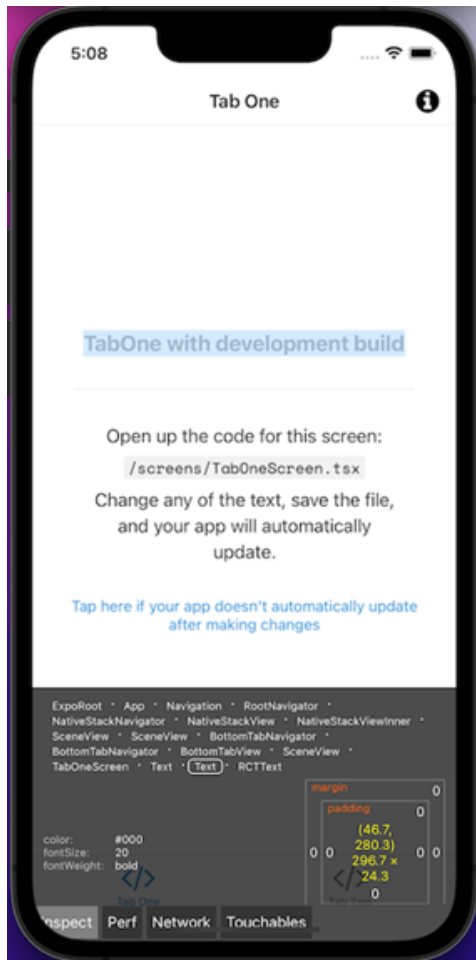 5:08
Tab One
TabOne with development build
Open up the code for this screen:
/screens/TabOneScreen.tsx
Change any of the text, save the file,
and your app will automatically
update.
Tap here if your app doesn't automatically update
after making changes
ExpoRoot ‣ App ‣ Navigation ‣ RootNavigator ‣
NativeStackNavigator ‣ NativeStackView ‣ NativeStackViewInner ‣
SceneView ‣ SceneView ‣ BottomTabNavigator ‣
BottomTabNavigator ‣ BottomTabView ‣ SceneView ‣
TabOneScreen ‣ Text ‣ Text ‣ RCTText
margin 0
padding 0
color: #000
fontSize: 20
fontWeight: bold
0 0 (46.7, 280.3) 296.7 × 24.3 0 0
0
</>
</>
Tab One
Tab Two
Inspect Perf Network Touchables